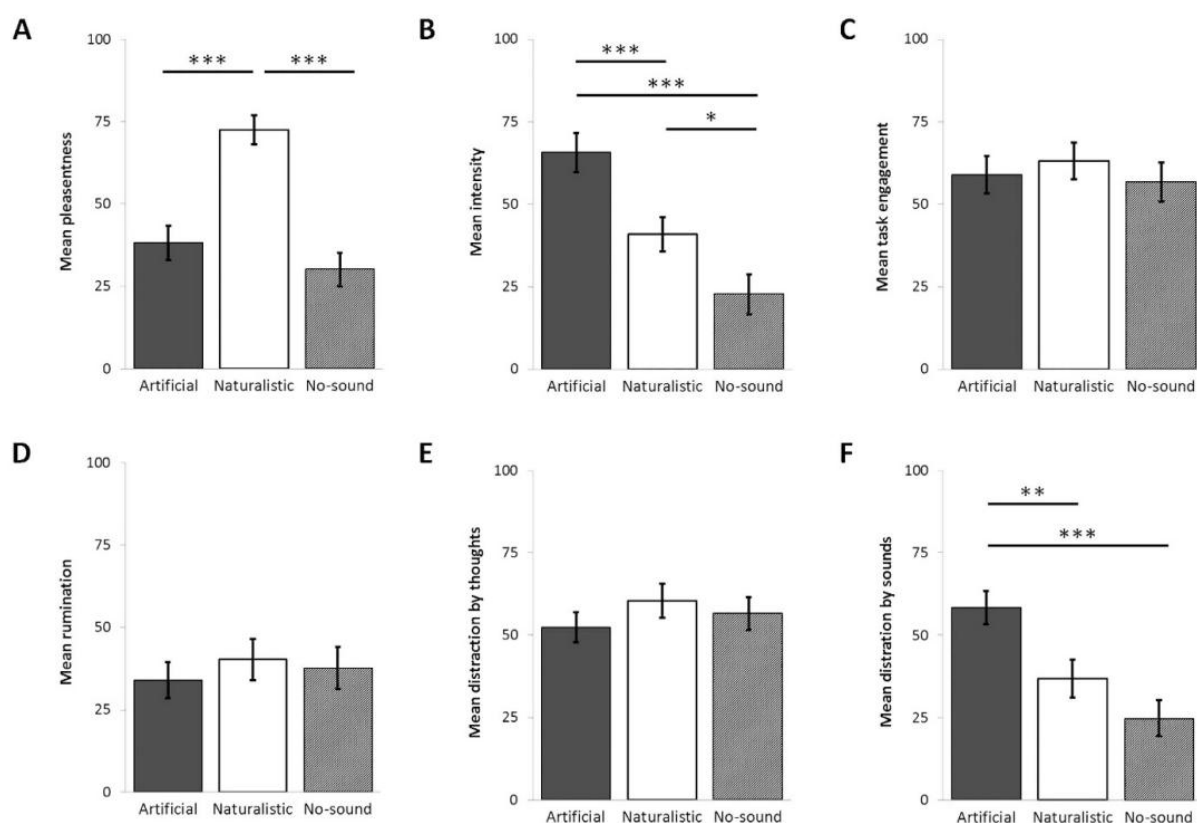 A
Mean pleasentness
100
75
50
25
0
*** ***
Artificial Naturalistic No-sound
B
Mean intensity
100
75
50
25
0
***
***
*
Artificial Naturalistic No-sound
C
Mean task engagement
100
75
50
25
0
Artificial Naturalistic No-sound
D
Mean rumination
100
75
50
25
0
Artificial Naturalistic No-sound
E
Mean distraction by thoughts
100
75
50
25
0
Artificial Naturalistic No-sound
F
Mean distration by sounds
100
75
50
25
0
**
***
Artificial Naturalistic No-sound